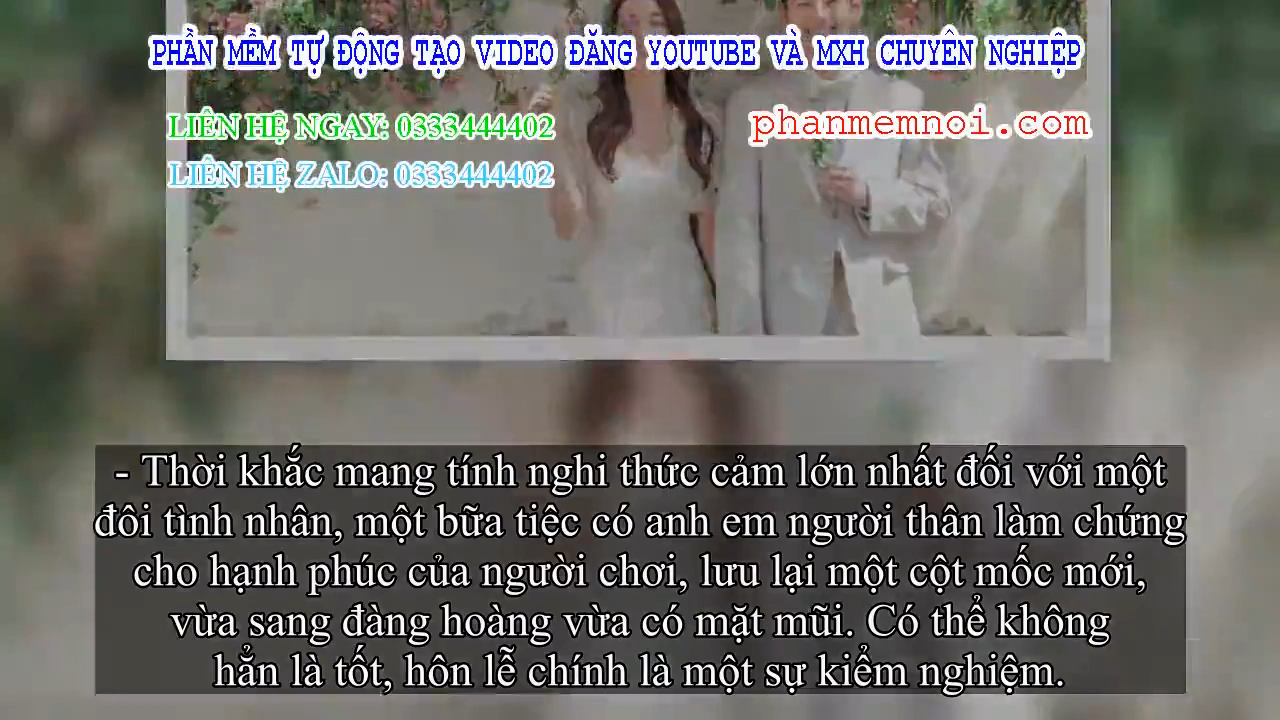 PHẦN MỀM TỰ ĐỘNG TẠO VIDEO ĐĂNG YOUTUBE VÀ MXH CHUYÊN NGHIỆP
LIÊN HỆ NGAY: 0333444402
phanmemnoi.com
LIÊN HỆ ZALO: 0333444402
- Thời khắc mang tính nghi thức cảm lớn nhất đối với một
đôi tình nhân, một bữa tiệc có anh em người thân làm chứng
cho hạnh phúc của người chơi, lưu lại một cột mốc mới,
vừa sang đàng hoàng vừa có mặt mũi. Có thể không
hẳn là tốt, hôn lễ chính là một sự kiểm nghiệm.